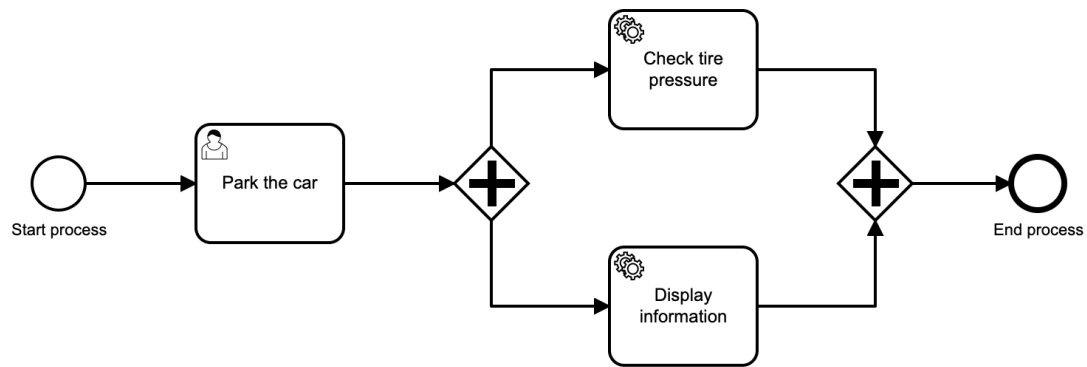 Start process
Park the car
Check tire
pressure
Display
information
End process